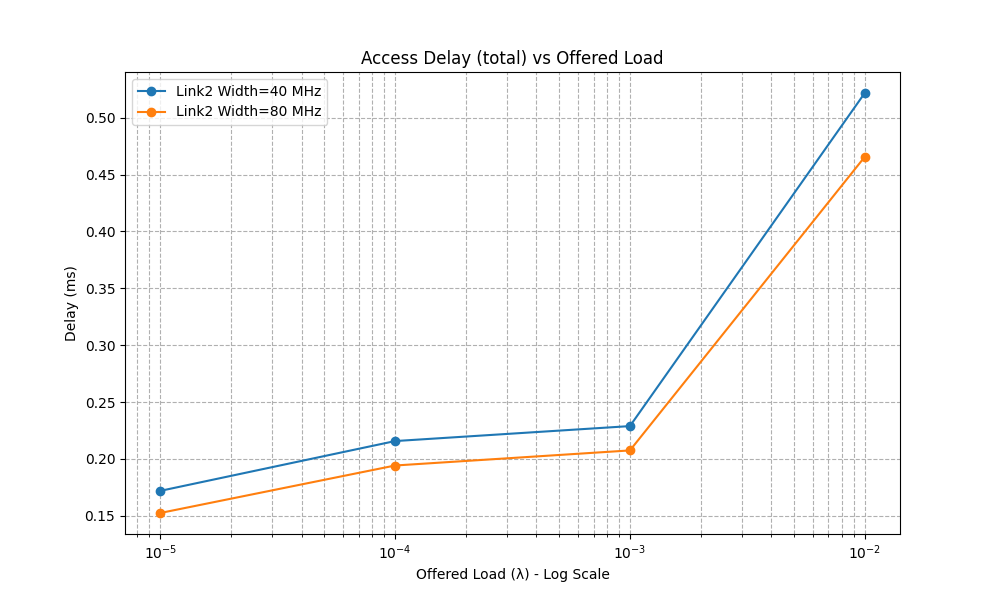 Access Delay (total) vs Offered Load
Link2 Width=40 MHz
Link2 Width=80 MHz
Delay (ms)
0.50
0.45
0.40
0.35
0.30
0.25
0.20
0.15
10⁻⁵ 10⁻⁴ 10⁻³ 10⁻²
Offered Load (λ) - Log Scale